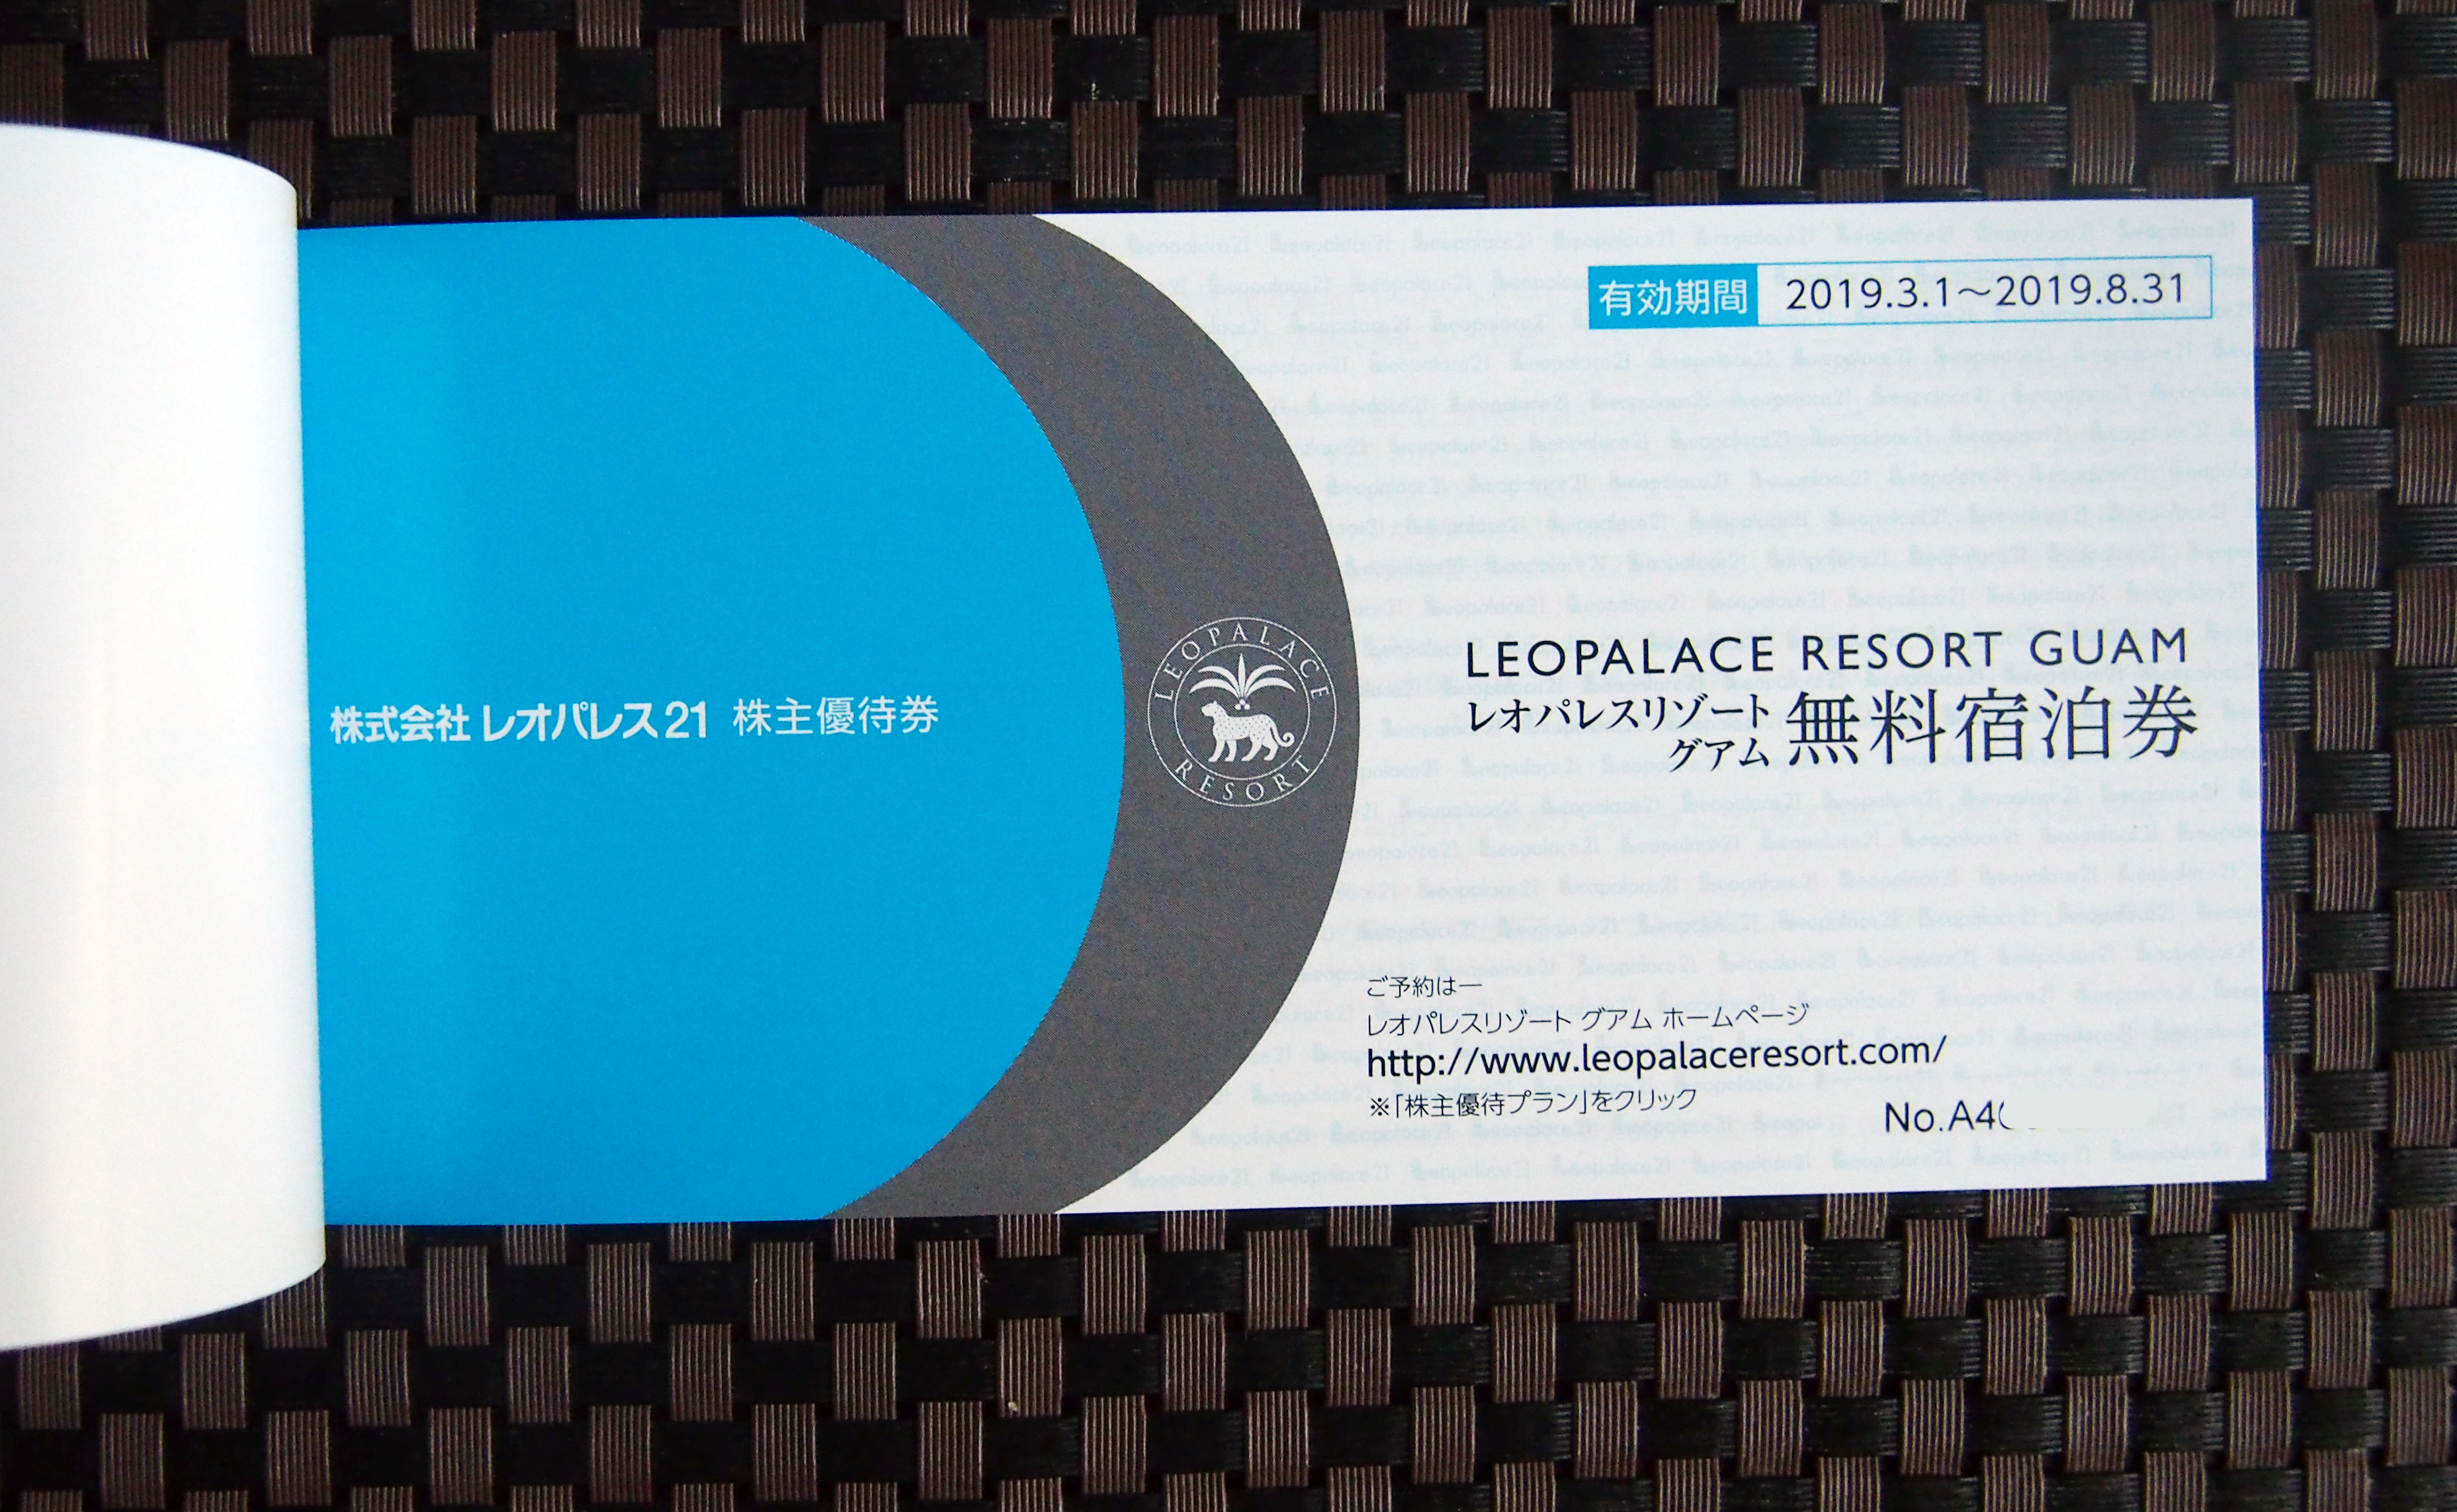 有効期間 2019.3.1～2019.8.31
株式会社 レオパレス21 株主優待券
LEOPALACE
RESORT
LEOPALACE RESORT GUAM
レオパレスリゾート
グアム 無料宿泊券
ご予約は―
レオパレスリゾート グアム ホームページ
http://www.leopalaceresort.com/
※「株主優待プラン」をクリック
No.A4